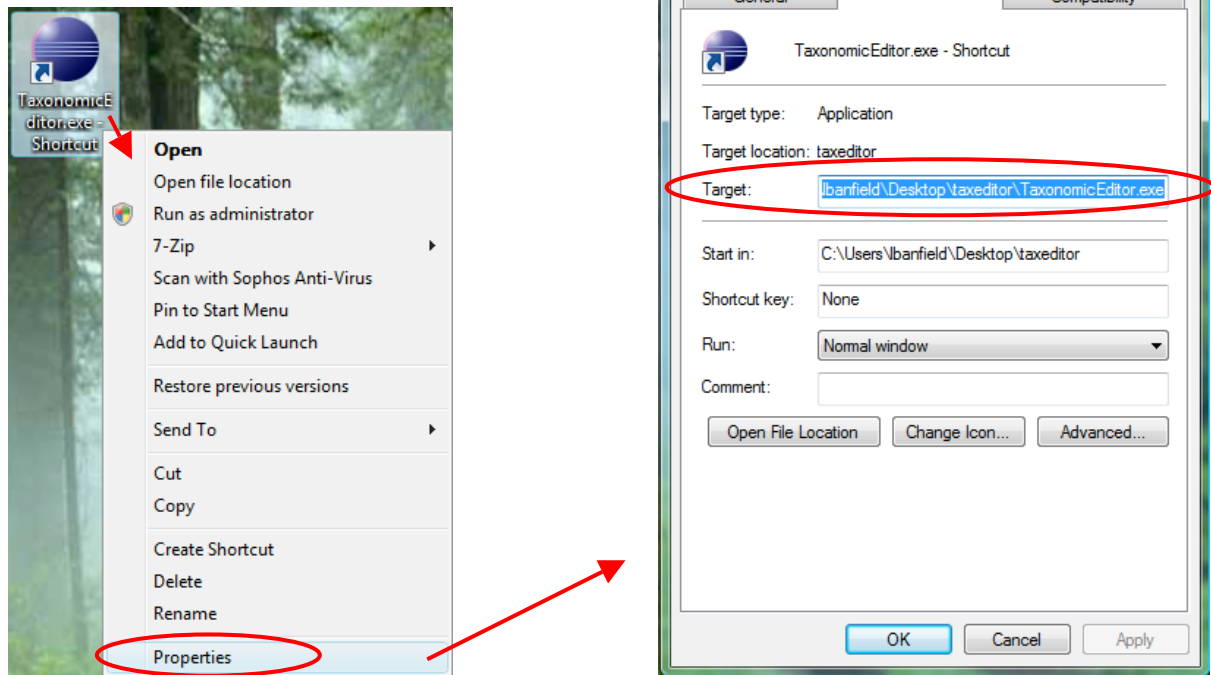 TaxonomicE
ditor.exe -
Shortcut
Open
Open file location
Run as administrator
7-Zip
Scan with Sophos Anti-Virus
Pin to Start Menu
Add to Quick Launch
Restore previous versions
Send To
Cut
Copy
Create Shortcut
Delete
Rename
Properties
General
Compatibility
TaxonomicEditor.exe - Shortcut
Target type: Application
Target location: taxeditor
Target: lbanfield\Desktop\taxeditor\TaxonomicEditor.exe
Start in: C:\Users\lbanfield\Desktop\taxeditor
Shortcut key: None
Run: Normal window
Comment:
Open File Location Change Icon... Advanced...
OK Cancel Apply